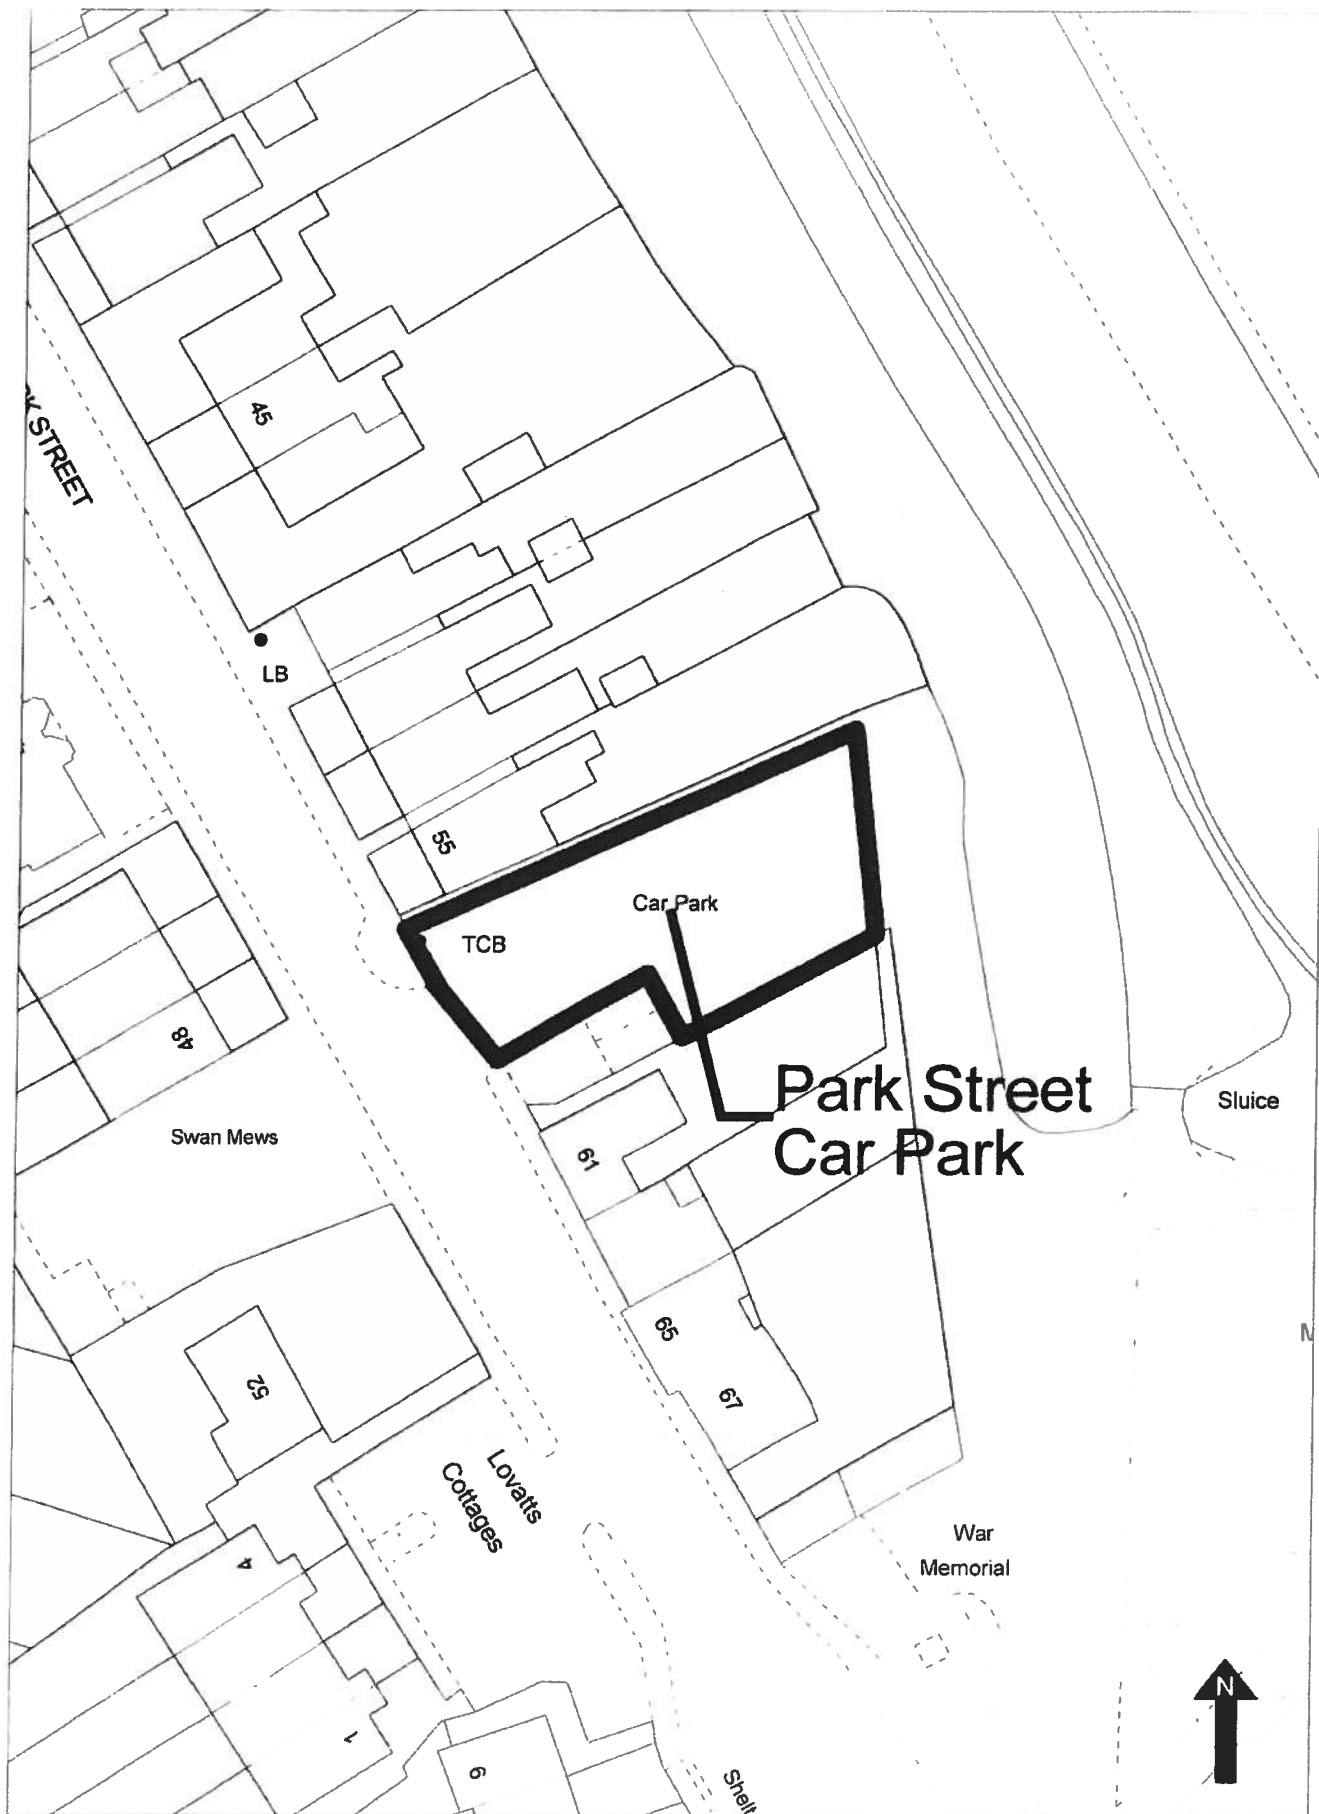 45
STREET
LB
55
Car Park
TCB
48
Park Street
Car Park
Sluice
Swan Mews
61
65
67
52
Lovatts
Cottages
War
Memorial
4
1
6
N